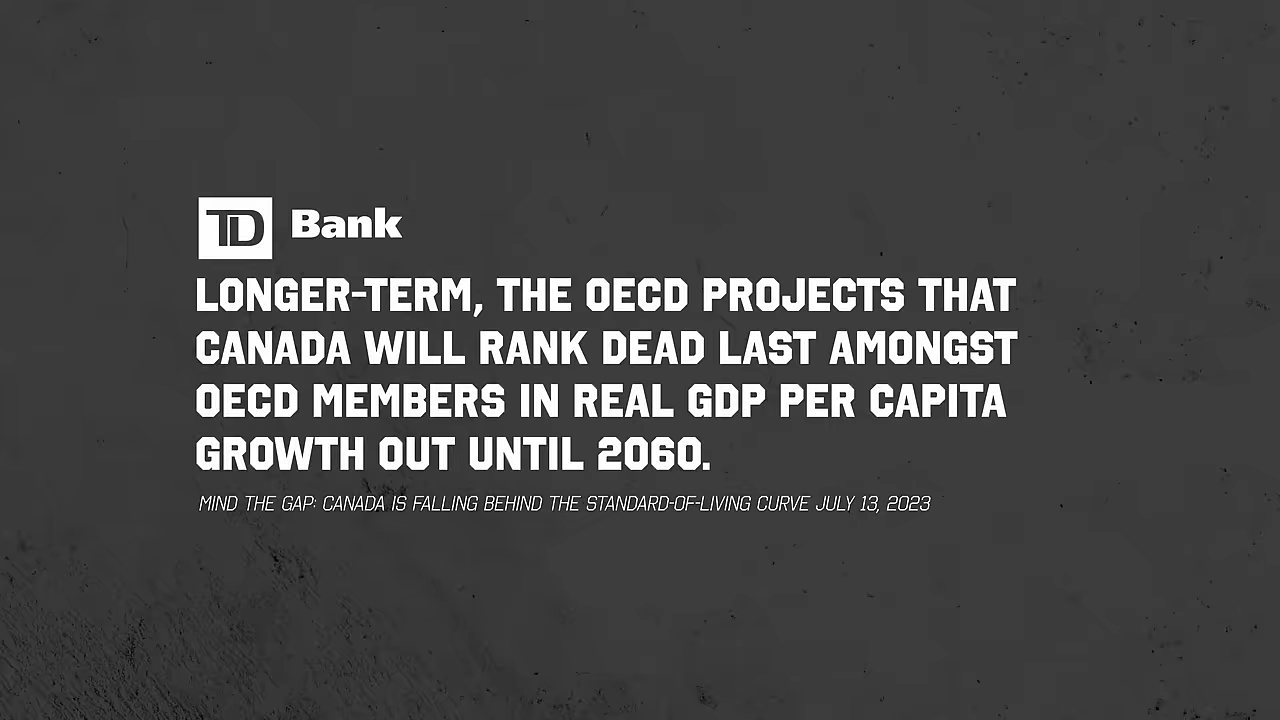 TD Bank
LONGER-TERM, THE OECD PROJECTS THAT
CANADA WILL RANK DEAD LAST AMONGST
OECD MEMBERS IN REAL GDP PER CAPITA
GROWTH OUT UNTIL 2060.
MIND THE GAP: CANADA IS FALLING BEHIND THE STANDARD-OF-LIVING CURVE JULY 13, 2023